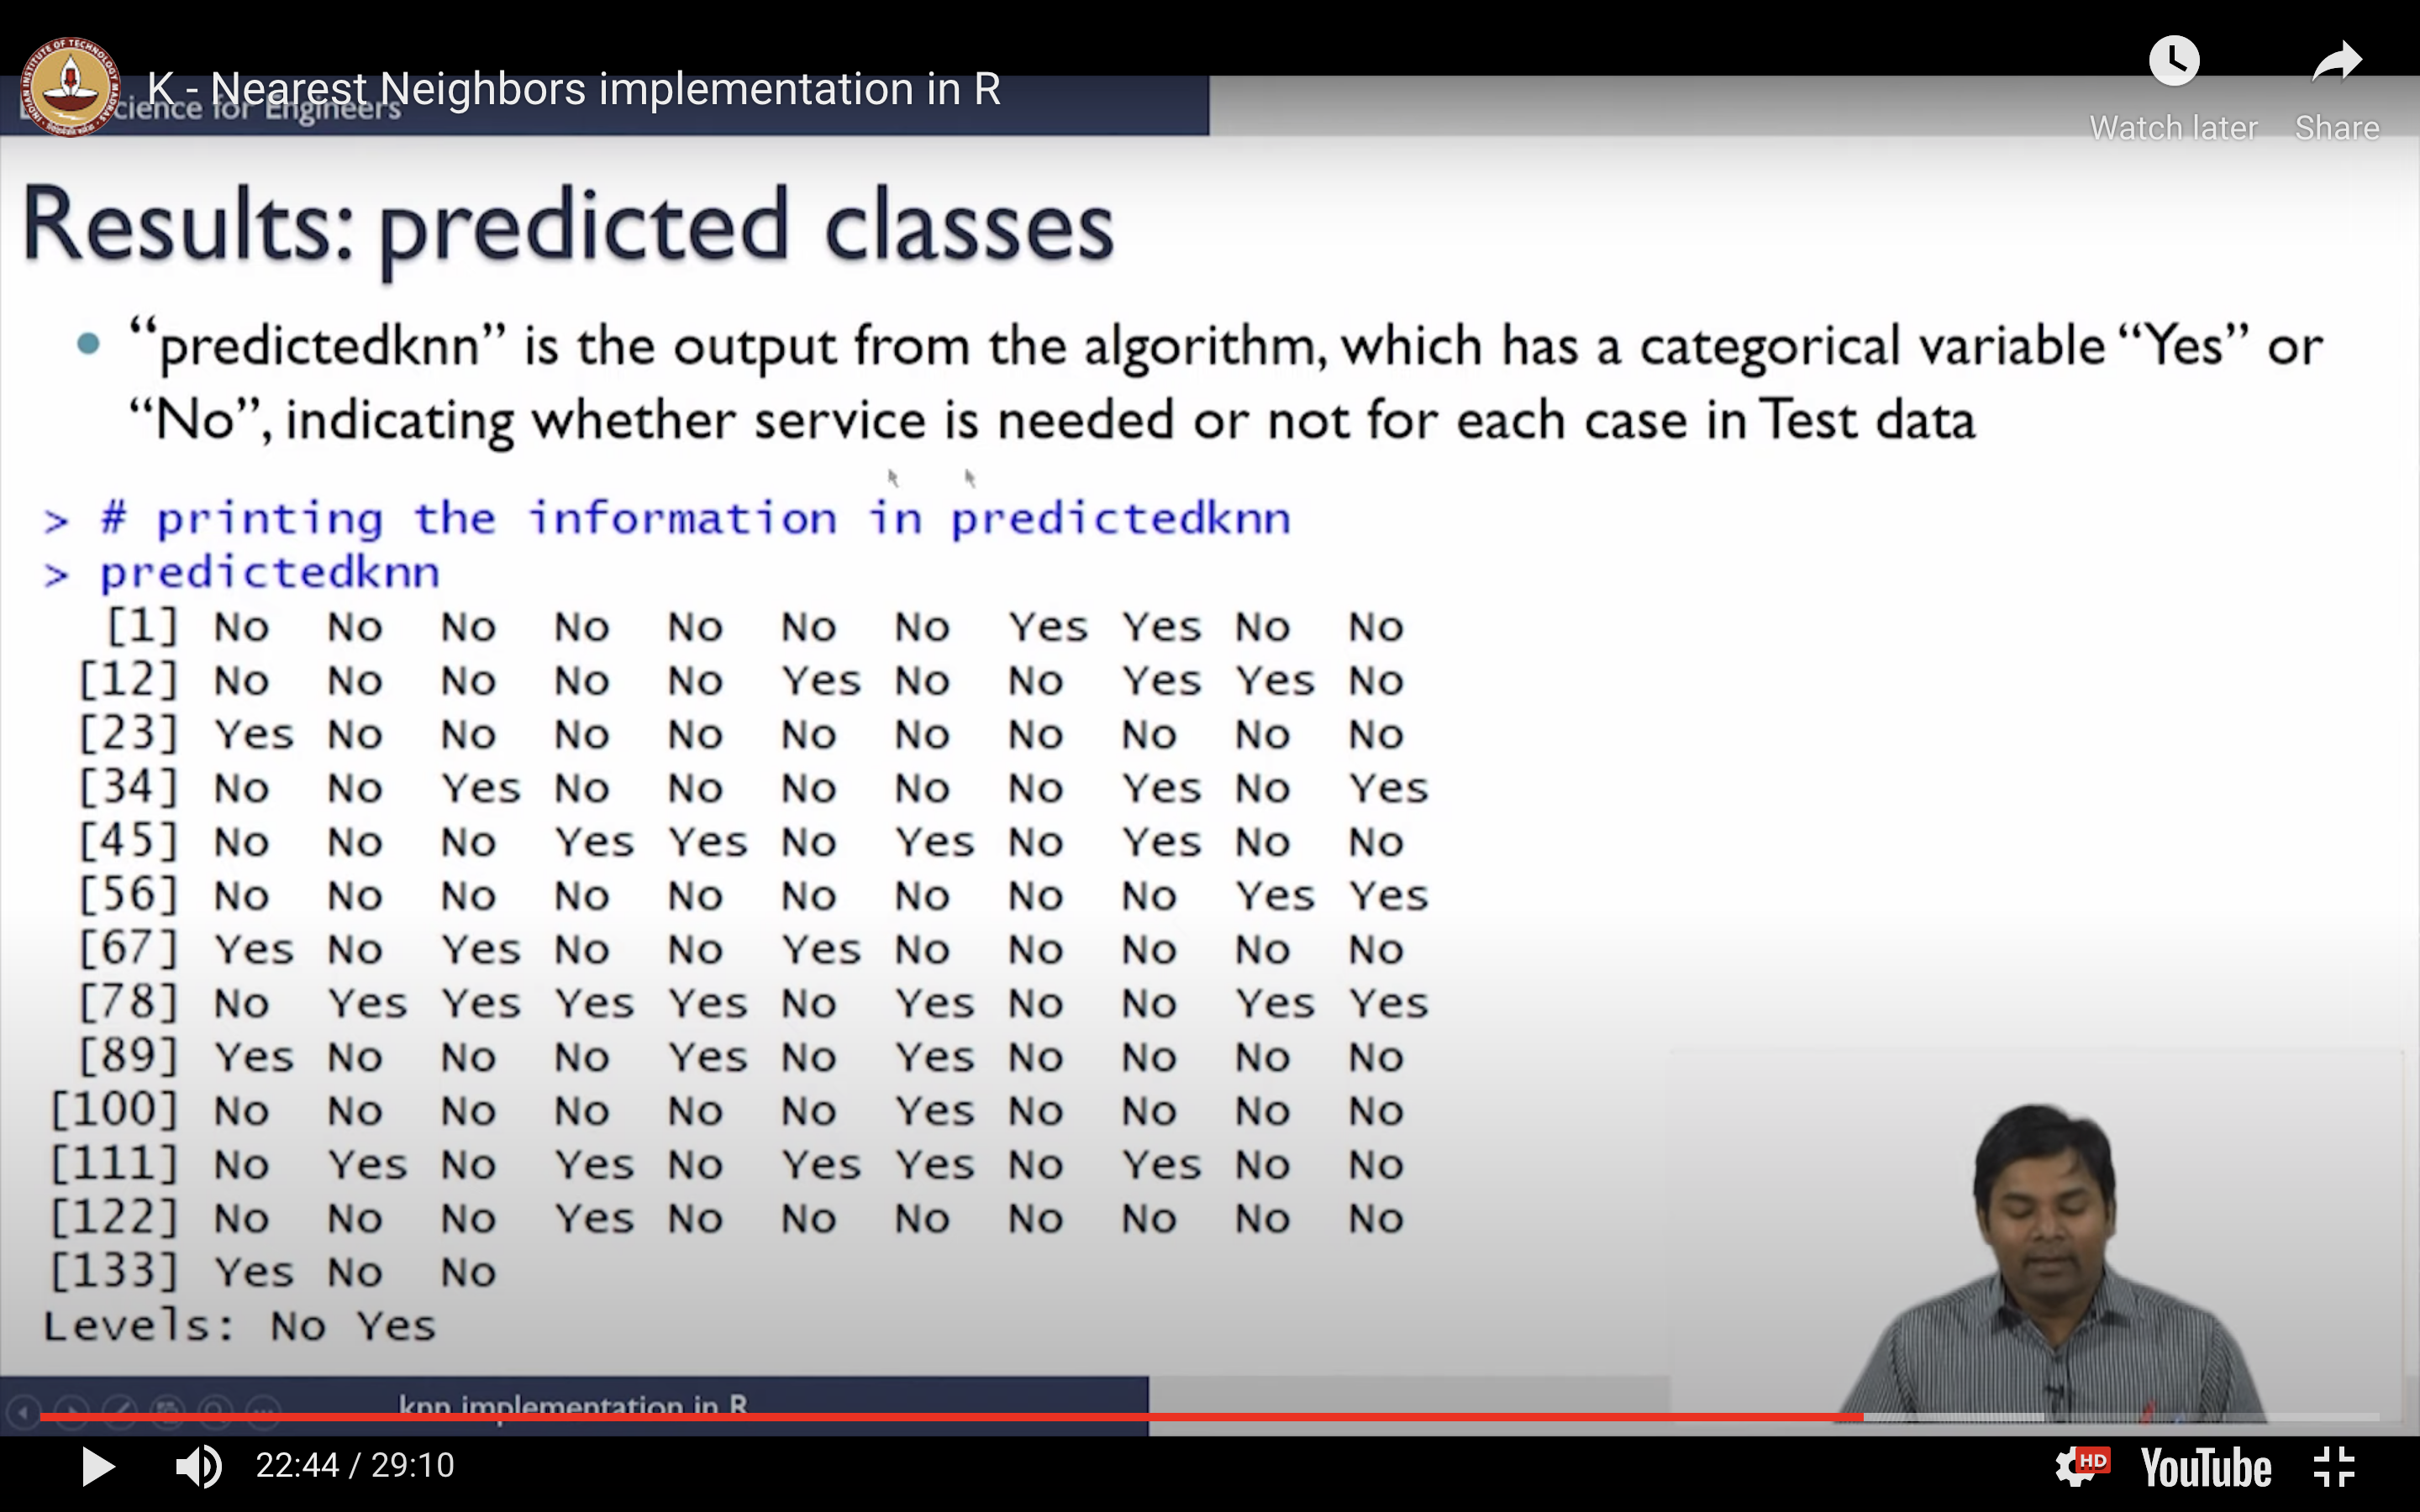 K - Nearest Neighbors implementation in R
cience for Engineers
Watch later Share
Results: predicted classes
• “predictedknn” is the output from the algorithm, which has a categorical variable “Yes” or
“No”, indicating whether service is needed or not for each case in Test data
> # printing the information in predictedknn
> predictedknn
[1] No No No No No No No Yes Yes No No
[12] No No No No No Yes No No Yes Yes No
[23] Yes No No No No No No No No No No
[34] No No Yes No No No No No Yes No Yes
[45] No No No Yes Yes No Yes No Yes No No
[56] No No No No No No No No No Yes Yes
[67] Yes No Yes No No Yes No No No No No
[78] No Yes Yes Yes Yes No Yes No No Yes Yes
[89] Yes No No No Yes No Yes No No No No
[100] No No No No No No Yes No No No No
[111] No Yes No Yes No Yes Yes No Yes No No
[122] No No No Yes No No No No No No No
[133] Yes No No
Levels: No Yes
knn implementation in R
22:44 / 29:10
HD
YouTube